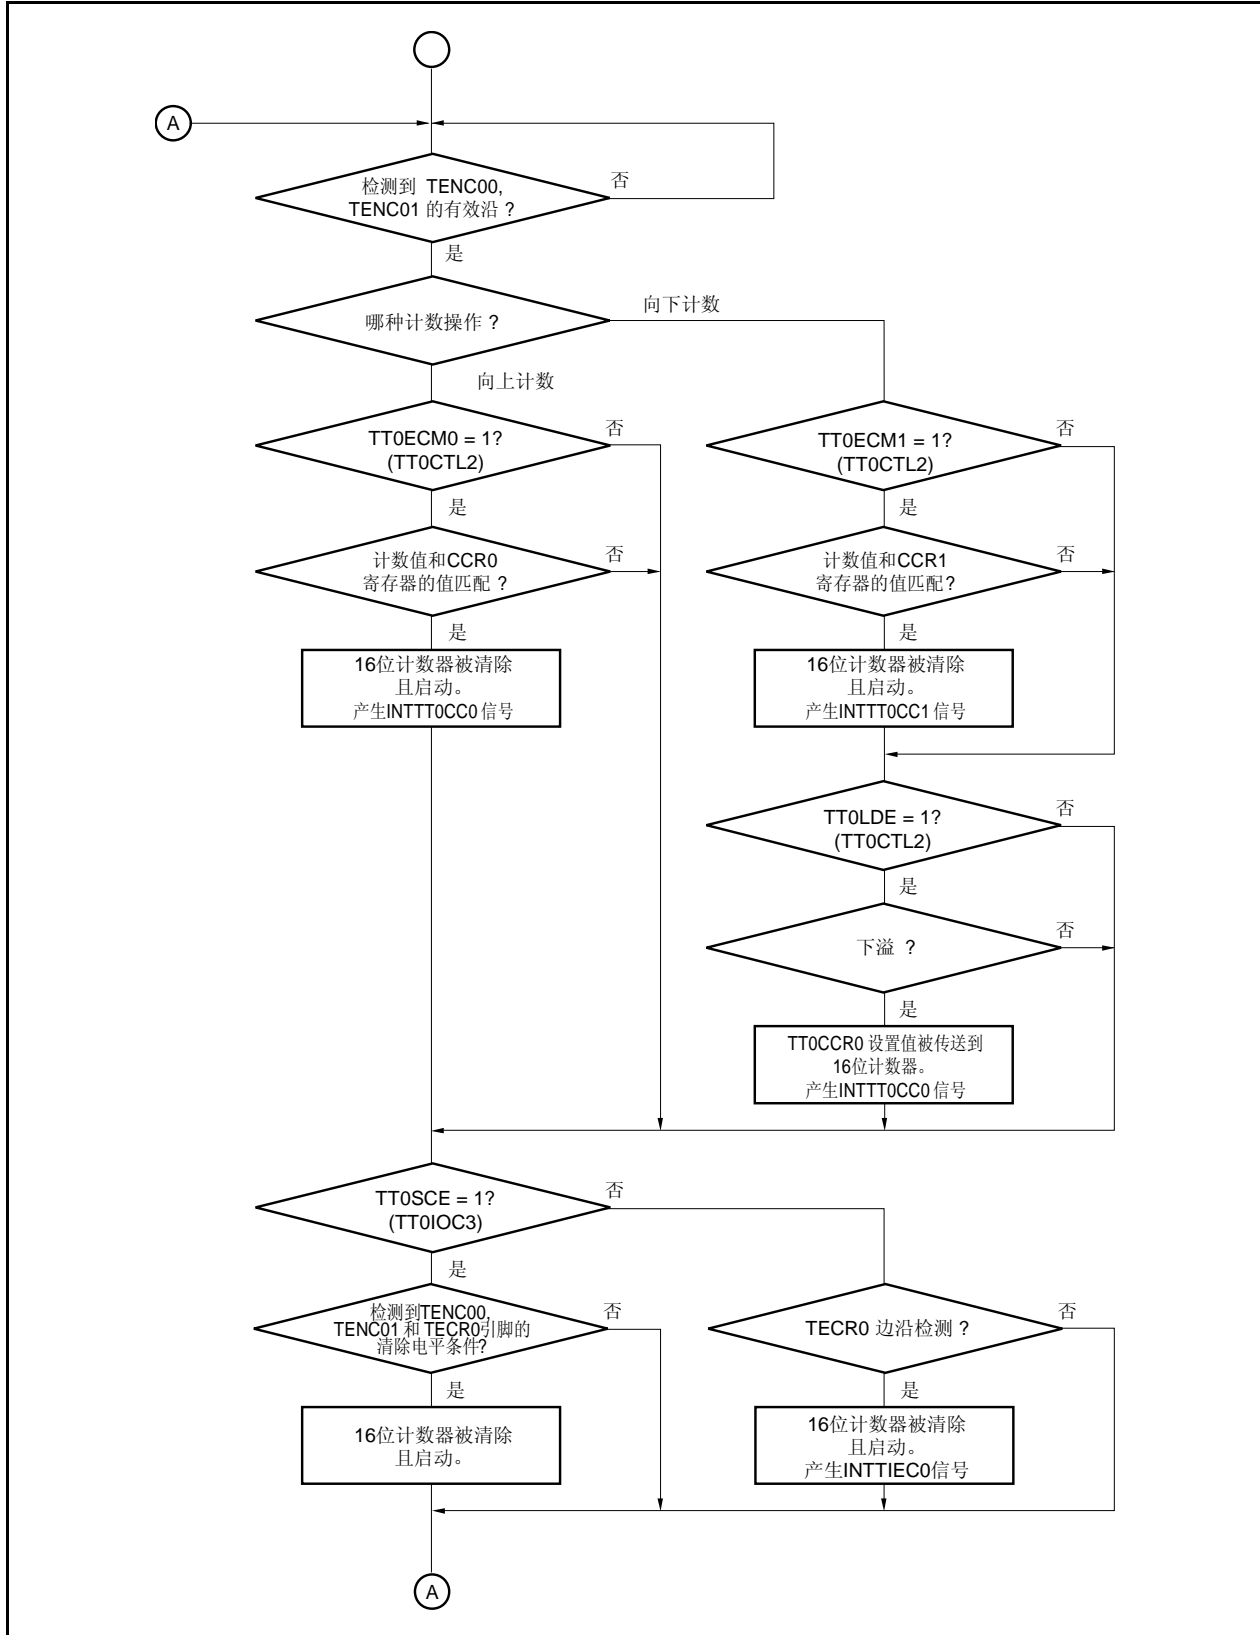 A
检测到 TENC00,
TENC01 的有效沿 ?
否
是
哪种计数操作 ?
向下计数
向上计数
TT0ECM0 = 1?
(TT0CTL2)
否
TT0ECM1 = 1?
(TT0CTL2)
否
是
是
计数值和CCR0
寄存器的值匹配 ?
否
计数值和CCR1
寄存器的值匹配?
否
是
是
16位计数器被清除
且启动。
产生INTTT0CC0 信号
16位计数器被清除
且启动。
产生INTTT0CC1 信号
TT0LDE = 1?
(TT0CTL2)
否
是
下溢 ?
否
是
TT0CCR0 设置值被传送到
16位计数器。
产生INTTT0CC0 信号
TT0SCE = 1?
(TT0IOC3)
否
是
检测到TENC00,
TENC01 和 TECR0引脚的
清除电平条件?
否
TECR0 边沿检测 ?
否
是
是
16位计数器被清除
且启动。
16位计数器被清除
且启动。
产生INTTIEC0信号
A